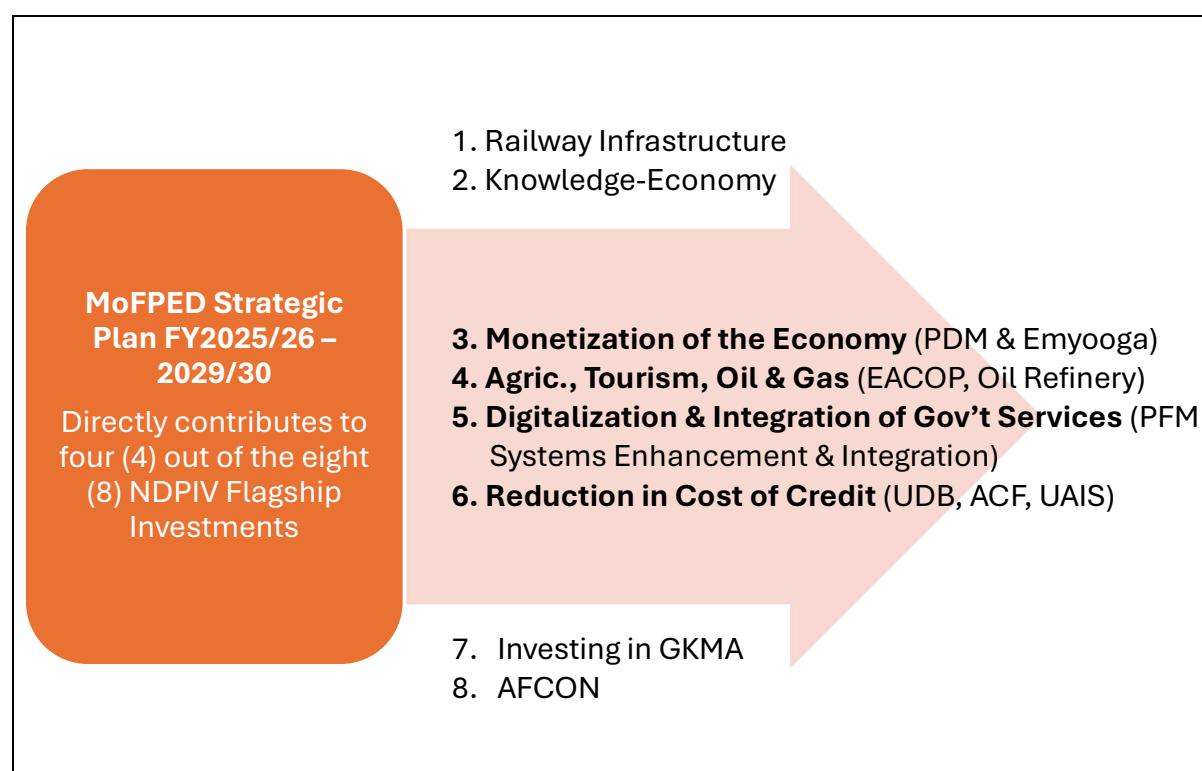 MoFPED Strategic
Plan FY2025/26 –
2029/30
Directly contributes to
four (4) out of the eight
(8) NDPIV Flagship
Investments
1. Railway Infrastructure
2. Knowledge-Economy
3. Monetization of the Economy (PDM & Emyooga)
4. Agric., Tourism, Oil & Gas (EACOP, Oil Refinery)
5. Digitalization & Integration of Gov’t Services (PFM
Systems Enhancement & Integration)
6. Reduction in Cost of Credit (UDB, ACF, UAIS)
7. Investing in GKMA
8. AFCON